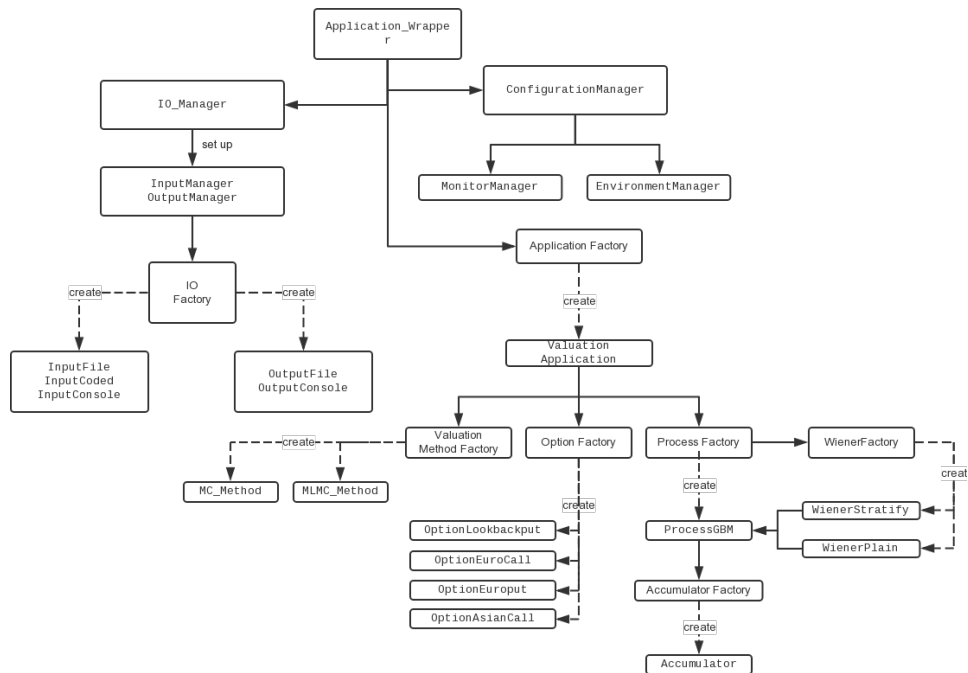 Application_Wrappe
r
IO_Manager
ConfigurationManager
set up
InputManager
OutputManager
MonitorManager
EnvironmentManager
Application Factory
IO
Factory
create
create
create
InputFile
InputCoded
InputConsole
OutputFile
OutputConsole
Valuation
Application
Valuation
Method Factory
Option Factory
Process Factory
WienerFactory
create
create
create
create
MC_Method
MLMC_Method
OptionLookbackput
OptionEuroCall
OptionEuroput
OptionAsianCall
ProcessGBM
WienerStratify
WienerPlain
Accumulator Factory
create
Accumulator